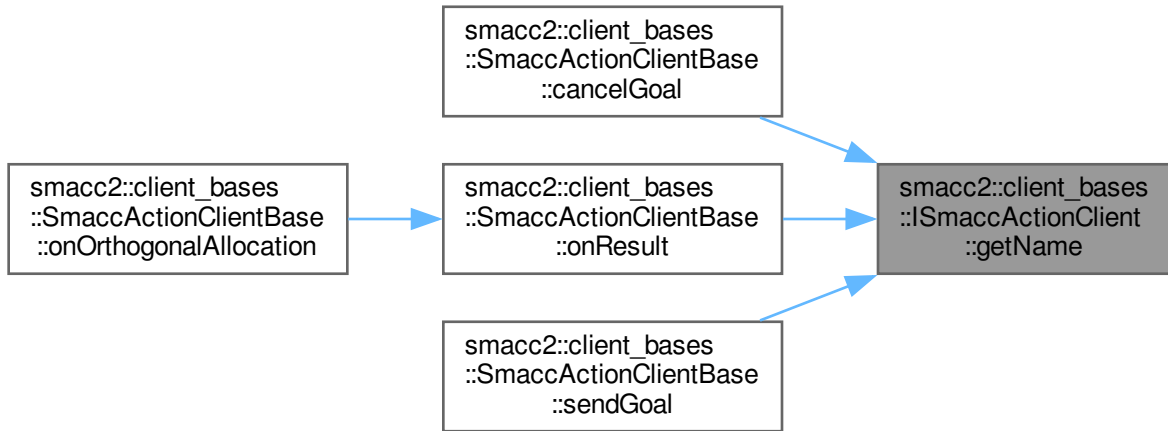 smacc2::client_bases
::SmaccActionClientBase
::cancelGoal
smacc2::client_bases
::SmaccActionClientBase
::onOrthogonalAllocation
smacc2::client_bases
::SmaccActionClientBase
::onResult
smacc2::client_bases
::ISmaccActionClient
::getName
smacc2::client_bases
::SmaccActionClientBase
::sendGoal